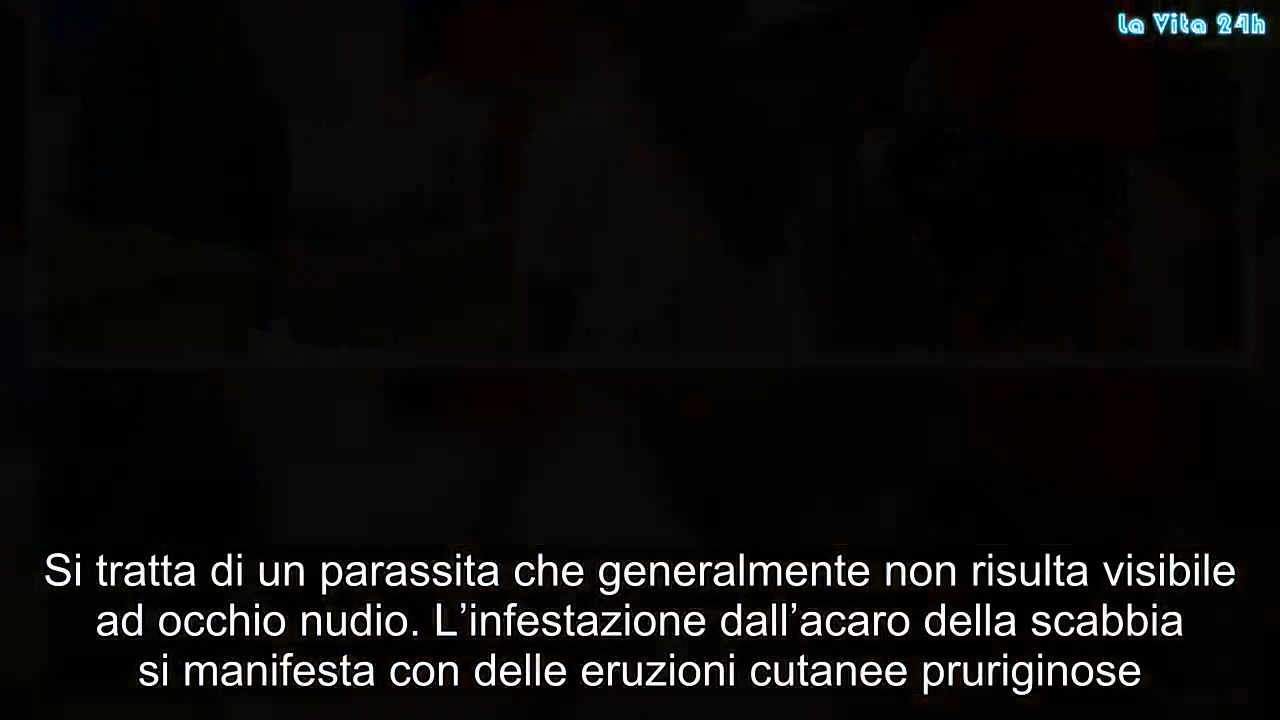 La Vita 24h
Si tratta di un parassita che generalmente non risulta visibile
ad occhio nudio. L’infestazione dall’acaro della scabbia
si manifesta con delle eruzioni cutanee pruriginose